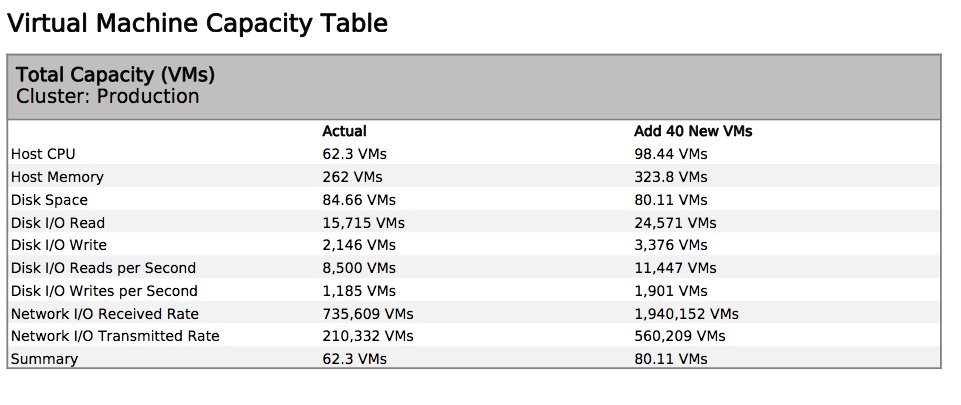 Virtual Machine Capacity Table
Total Capacity (VMs)
Cluster: Production
Actual Add 40 New VMs
Host CPU 62.3 VMs 98.44 VMs
Host Memory 262 VMs 323.8 VMs
Disk Space 84.66 VMs 80.11 VMs
Disk I/O Read 15,715 VMs 24,571 VMs
Disk I/O Write 2,146 VMs 3,376 VMs
Disk I/O Reads per Second 8,500 VMs 11,447 VMs
Disk I/O Writes per Second 1,185 VMs 1,901 VMs
Network I/O Received Rate 735,609 VMs 1,940,152 VMs
Network I/O Transmitted Rate 210,332 VMs 560,209 VMs
Summary 62.3 VMs 80.11 VMs